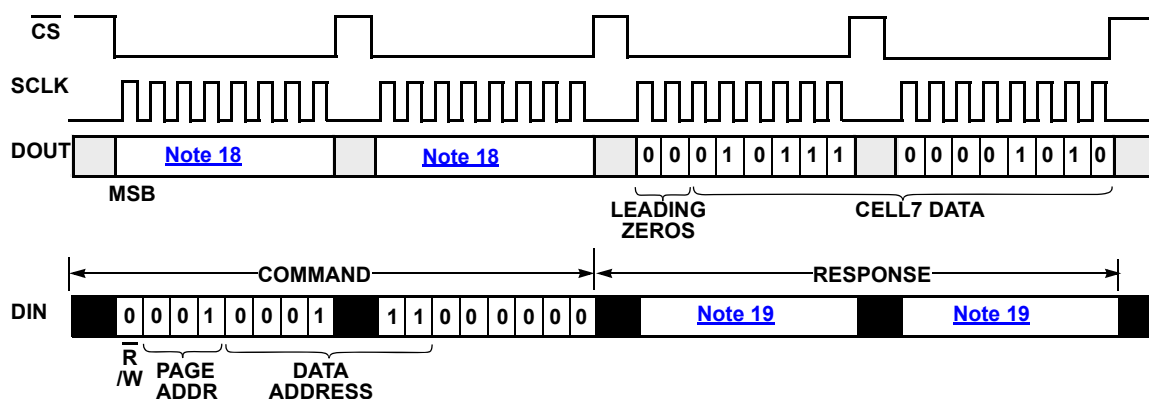 CS
SCLK
DOUT Note 18 Note 18 0 0 0 1 0 1 1 1 0 0 0 0 1 0 1 0
MSB
LEADING ZEROS CELL7 DATA
COMMAND RESPONSE
DIN 0 0 0 1 0 0 0 1 1 1 0 0 0 0 0 0 Note 19 Note 19
R
/W PAGE ADDR DATA ADDRESS